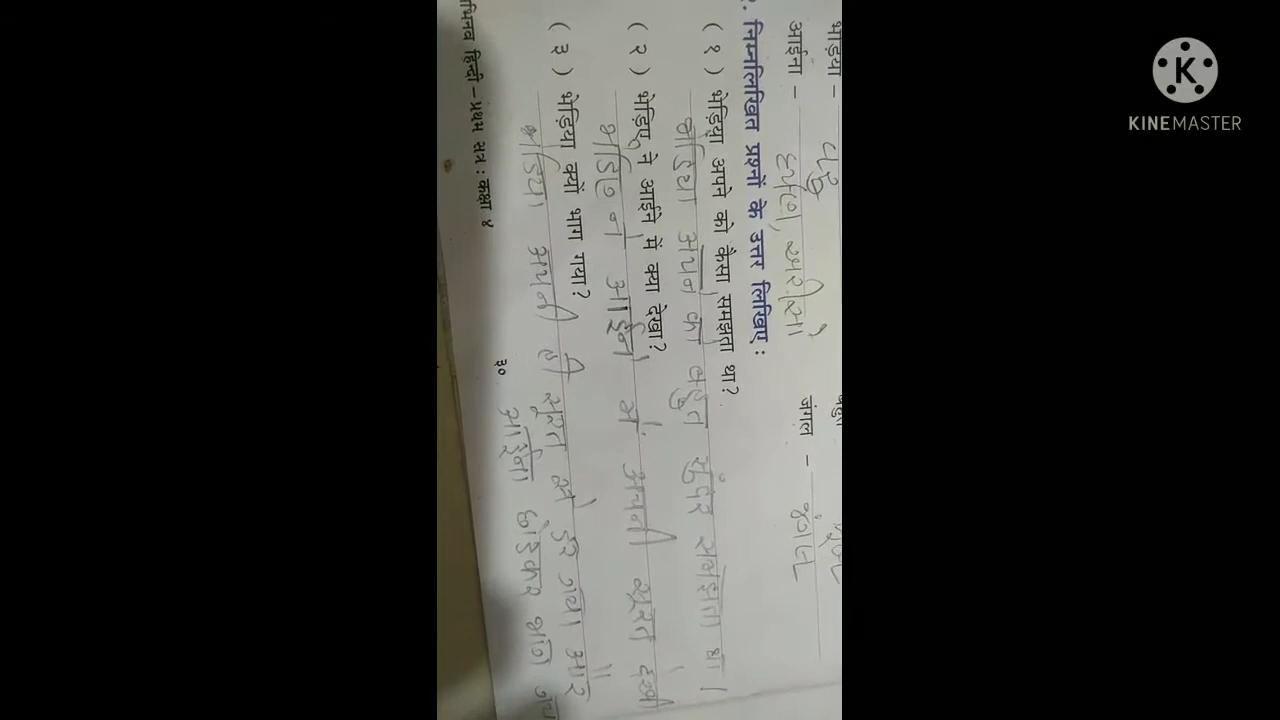 भेड़िया –
आईना – दर्पण, आरसी
जंगल – जंगल
२. निम्नलिखित प्रश्नों के उत्तर लिखिए :
( १ ) भेड़िया अपने को कैसा समझता था ?
भेड़िया अपने को बहुत सुंदर समझता था ।
( २ ) भेड़िए ने आईने में क्या देखा ?
भेड़िए ने आईने में अपनी सूरत देखी
( ३ ) भेड़िया क्यों भाग गया ?
भेड़िया अपनी ही सूरत से डर गया। और
आईना छोड़कर भाग गया
भिनव हिन्दी – प्रथम सत्र : कक्षा ४
३०
KINEMASTER